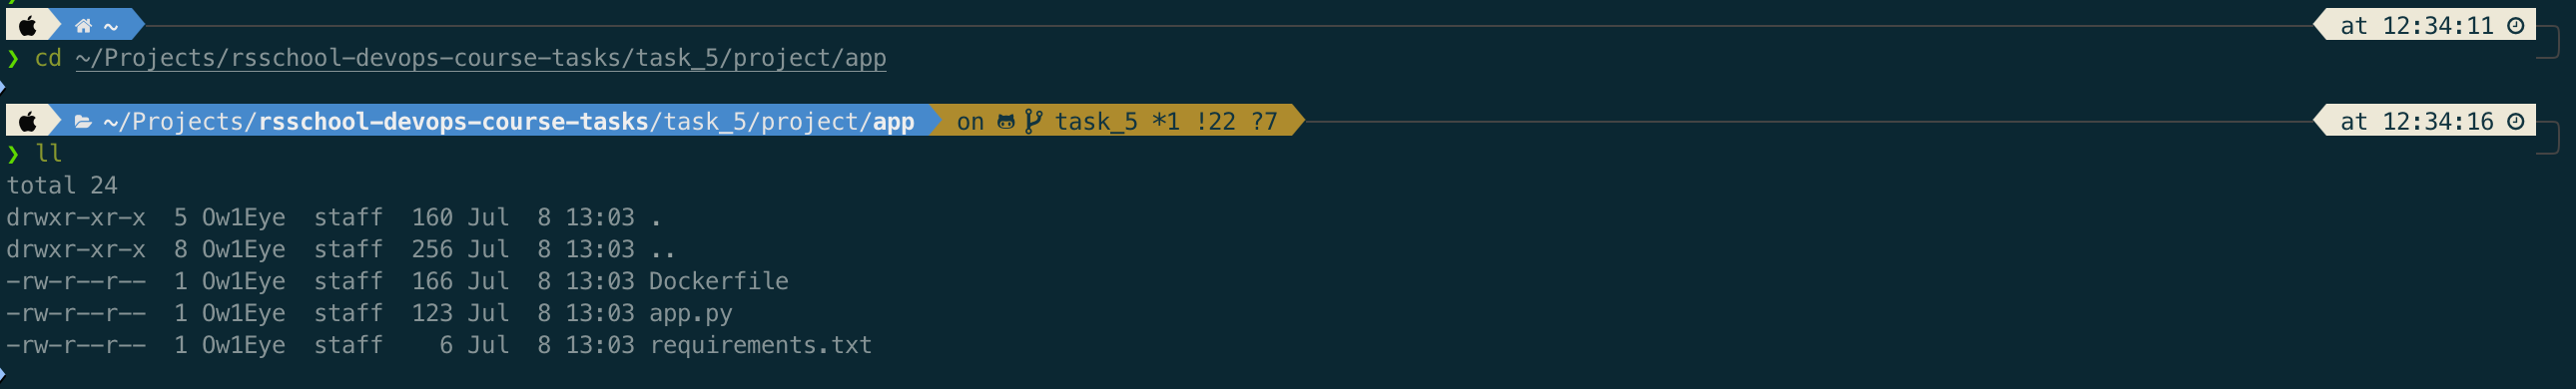 ~ at 12:34:11
❯ cd ~/Projects/rsschool-devops-course-tasks/task_5/project/app
~/Projects/rsschool-devops-course-tasks/task_5/project/app on task_5 *1 !22 ?7 at 12:34:16
❯ ll
total 24
drwxr-xr-x  5 Ow1Eye  staff  160 Jul  8 13:03 .
drwxr-xr-x  8 Ow1Eye  staff  256 Jul  8 13:03 ..
-rw-r--r--  1 Ow1Eye  staff  166 Jul  8 13:03 Dockerfile
-rw-r--r--  1 Ow1Eye  staff  123 Jul  8 13:03 app.py
-rw-r--r--  1 Ow1Eye  staff    6 Jul  8 13:03 requirements.txt